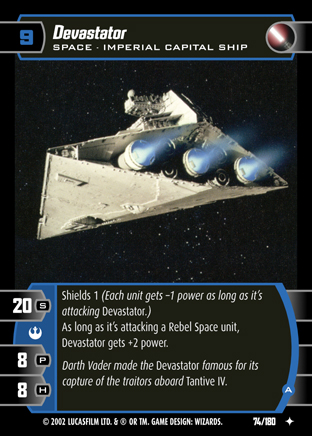 9
Devastator
SPACE - IMPERIAL CAPITAL SHIP
20 S
8 P
8 H
Shields 1 (Each unit gets –1 power as long as it's
attacking Devastator.)
As long as it's attacking a Rebel Space unit,
Devastator gets +2 power.
Darth Vader made the Devastator famous for its
capture of the traitors aboard Tantive IV.
A
© 2002 LUCASFILM LTD. & ® OR TM. GAME DESIGN: WIZARDS.
74/180